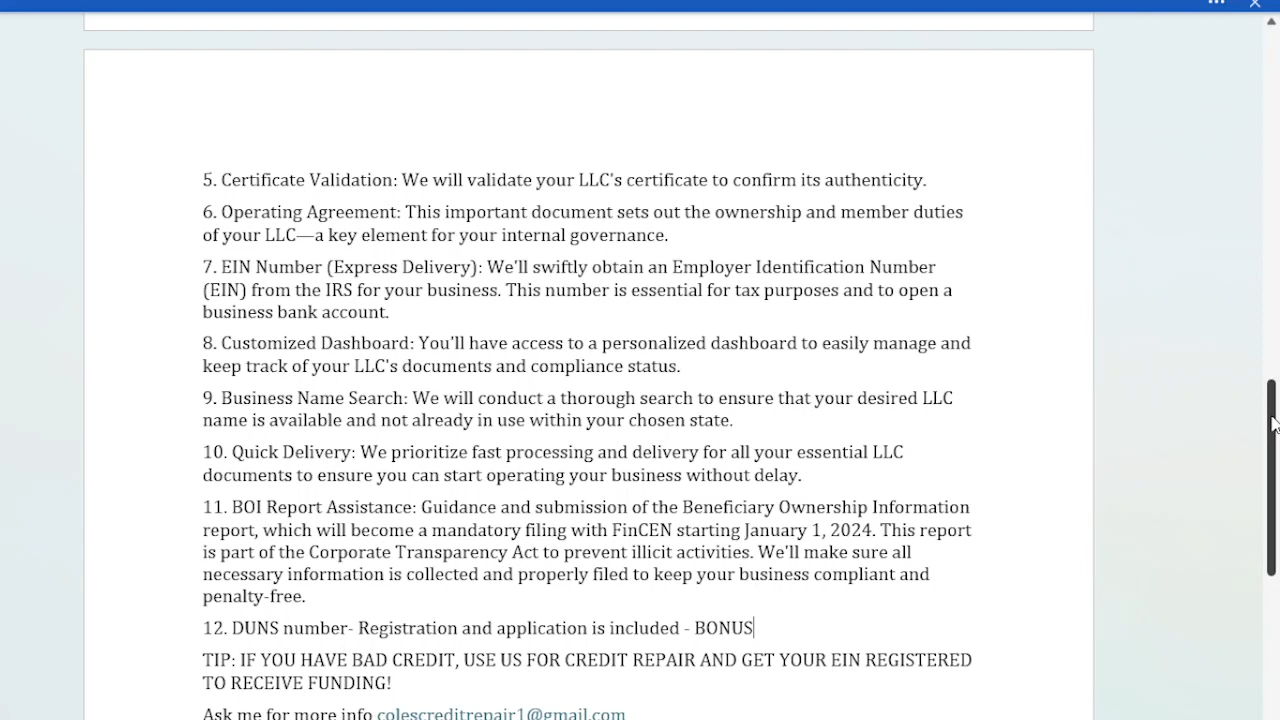 5. Certificate Validation: We will validate your LLC's certificate to confirm its authenticity.
6. Operating Agreement: This important document sets out the ownership and member duties
of your LLC—a key element for your internal governance.
7. EIN Number (Express Delivery): We'll swiftly obtain an Employer Identification Number
(EIN) from the IRS for your business. This number is essential for tax purposes and to open a
business bank account.
8. Customized Dashboard: You'll have access to a personalized dashboard to easily manage and
keep track of your LLC's documents and compliance status.
9. Business Name Search: We will conduct a thorough search to ensure that your desired LLC
name is available and not already in use within your chosen state.
10. Quick Delivery: We prioritize fast processing and delivery for all your essential LLC
documents to ensure you can start operating your business without delay.
11. BOI Report Assistance: Guidance and submission of the Beneficiary Ownership Information
report, which will become a mandatory filing with FinCEN starting January 1, 2024. This report
is part of the Corporate Transparency Act to prevent illicit activities. We'll make sure all
necessary information is collected and properly filed to keep your business compliant and
penalty-free.
12. DUNS number- Registration and application is included - BONUS
TIP: IF YOU HAVE BAD CREDIT, USE US FOR CREDIT REPAIR AND GET YOUR EIN REGISTERED
TO RECEIVE FUNDING!
Ask me for more info colescreditrepair1@gmail.com